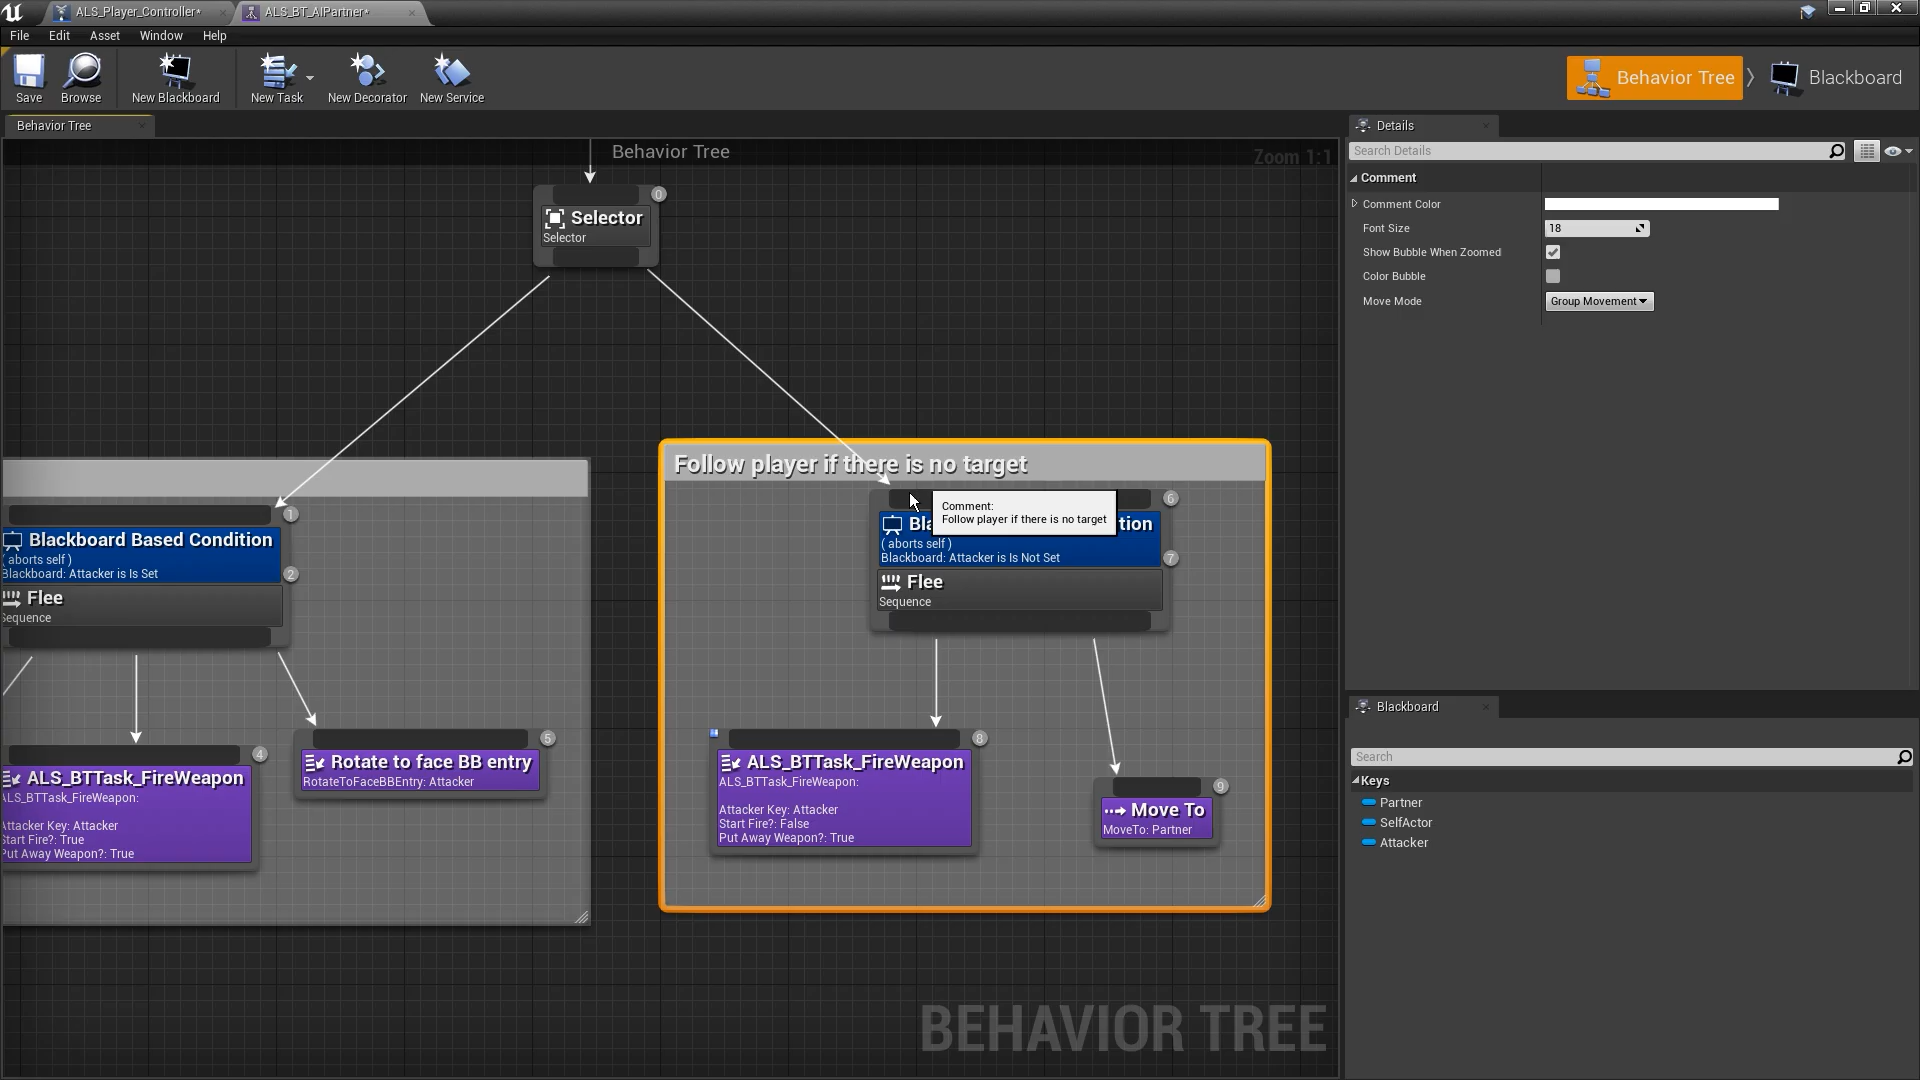 ALS_Player_Controller*
ALS_BT_AIPartner*
File Edit Asset Window Help
Save
Browse
New Blackboard
New Task
New Decorator
New Service
Behavior Tree
Blackboard
Behavior Tree
Behavior Tree
Zoom 1:1
Selector
Selector
0
Follow player if there is no target
Comment:
Follow player if there is no target
1
Blackboard Based Condition
( aborts self )
Blackboard: Attacker is Is Set
2
Flee
Sequence
6
Bla
tion
( aborts self )
Blackboard: Attacker is Is Not Set
7
Flee
Sequence
4
ALS_BTTask_FireWeapon
ALS_BTTask_FireWeapon:
Attacker Key: Attacker
Start Fire?: True
Put Away Weapon?: True
5
Rotate to face BB entry
RotateToFaceBBEntry: Attacker
8
ALS_BTTask_FireWeapon
ALS_BTTask_FireWeapon:
Attacker Key: Attacker
Start Fire?: False
Put Away Weapon?: True
9
Move To
MoveTo: Partner
BEHAVIOR TREE
Details
Search Details
Comment
Comment Color
Font Size 18
Show Bubble When Zoomed
Color Bubble
Move Mode Group Movement
Blackboard
Search
Keys
Partner
SelfActor
Attacker